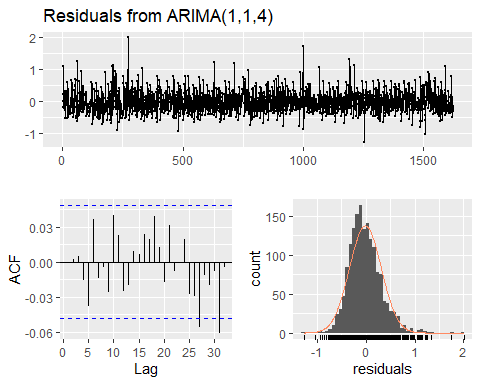 Residuals from ARIMA(1,1,4)
2
1
0
-1
0 500 1000 1500
ACF
0.03
0.00
-0.03
-0.06
0 5 10 15 20 25 30
Lag
count
150
100
50
0
-1 0 1 2
residuals